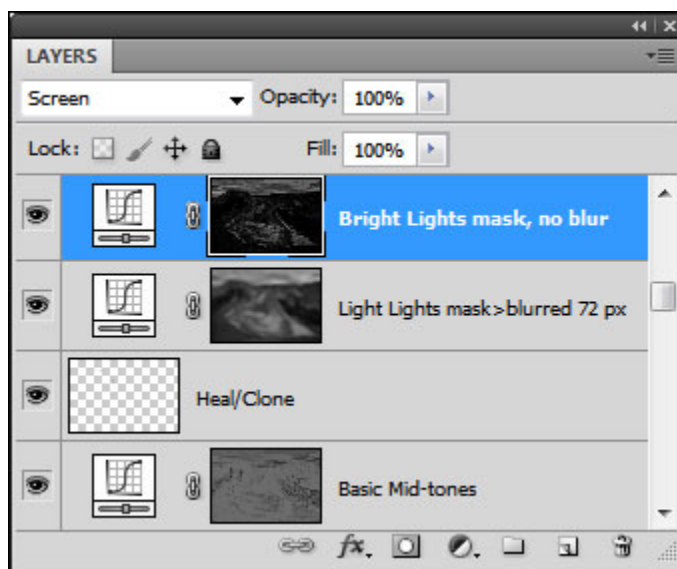 LAYERS
Screen Opacity: 100%
Lock: Fill: 100%
Bright Lights mask, no blur
Light Lights mask>blurred 72 px
Heal/Clone
Basic Mid-tones
fx.